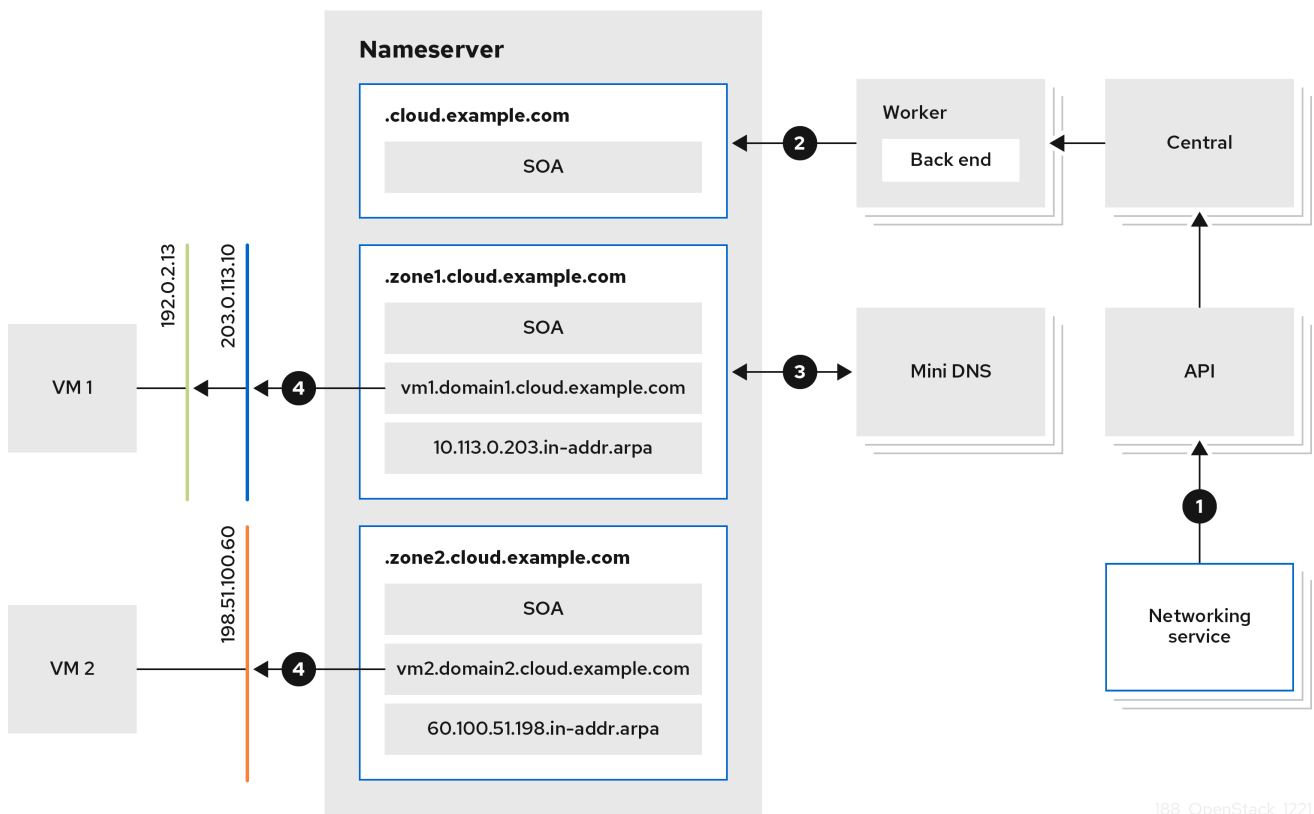 Nameserver
.cloud.example.com
SOA
2
Worker
Back end
Central
192.0.2.13
203.0.113.10
.zone1.cloud.example.com
SOA
VM 1
4
vm1.domain1.cloud.example.com
10.113.0.203.in-addr.arpa
3
Mini DNS
API
1
198.51.100.60
.zone2.cloud.example.com
SOA
VM 2
4
vm2.domain2.cloud.example.com
60.100.51.198.in-addr.arpa
Networking
service
188_OpenStack_1221